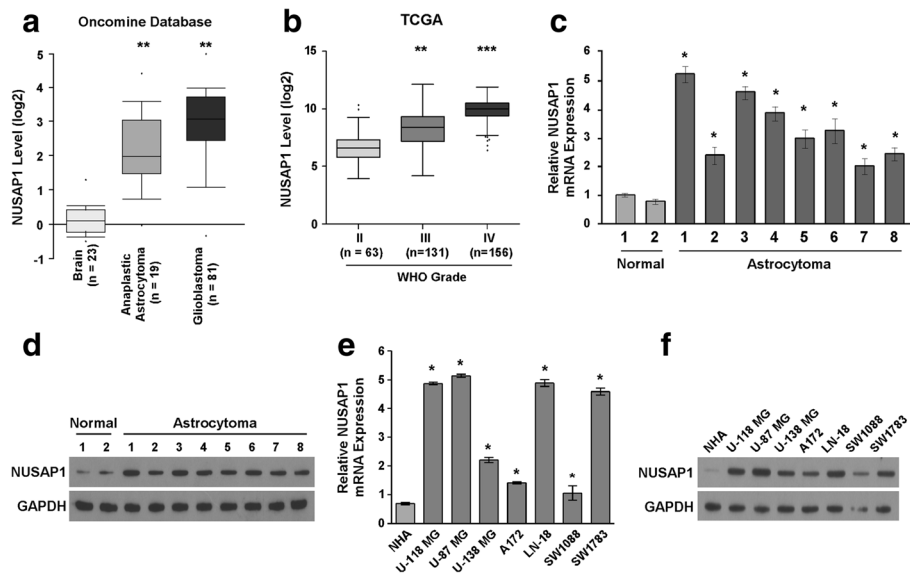 a
Oncomine Database
NUSAP1 Level (log2)
5
4
3
2
1
0
-1
**
**
Brain
(n = 23)
Anaplastic
Astrocytoma
(n = 19)
Glioblastoma
(n = 81)
b
TCGA
NUSAP1 Level (log2)
15
10
5
0
**
***
II
(n = 63)
III
(n=131)
IV
(n=156)
WHO Grade
c
Relative NUSAP1
mRNA Expression
6
5
4
3
2
1
0
* * * * * * * *
1 2 1 2 3 4 5 6 7 8
Normal Astrocytoma
d
Normal Astrocytoma
1 2 1 2 3 4 5 6 7 8
NUSAP1
GAPDH
e
Relative NUSAP1
mRNA Expression
6
5
4
3
2
1
0
* * * * * * *
NHA
U-118 MG
U-87 MG
U-138 MG
A172
LN-18
SW1088
SW1783
f
NHA
U-118 MG
U-87 MG
U-138 MG
A172
LN-18
SW1088
SW1783
NUSAP1
GAPDH